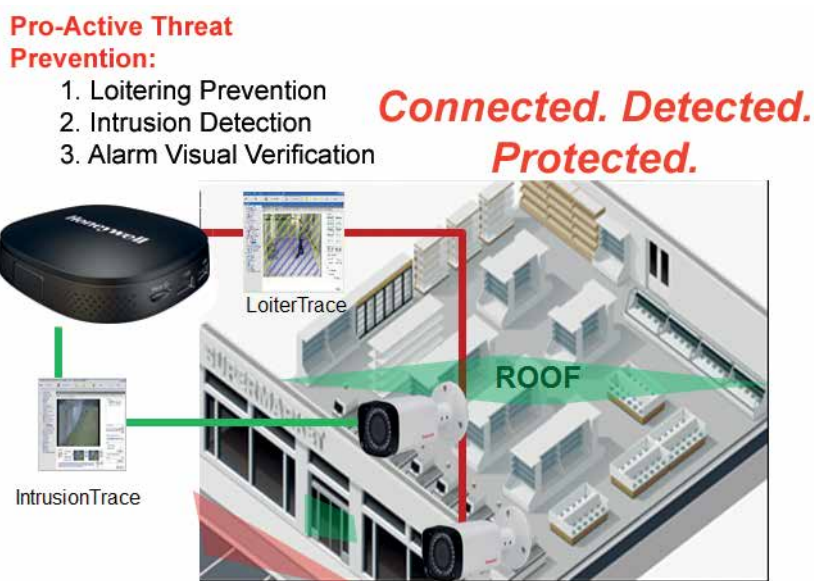 Pro-Active Threat
Prevention:
1. Loitering Prevention
2. Intrusion Detection
3. Alarm Visual Verification
Connected. Detected.
Protected.
Honeywell
LoiterTrace
ROOF
SUPERMARKET
IntrusionTrace